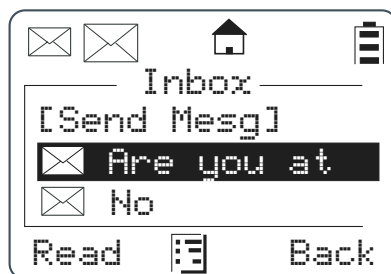 Inbox
[Send Mesg]
Are you at
No
Read Back